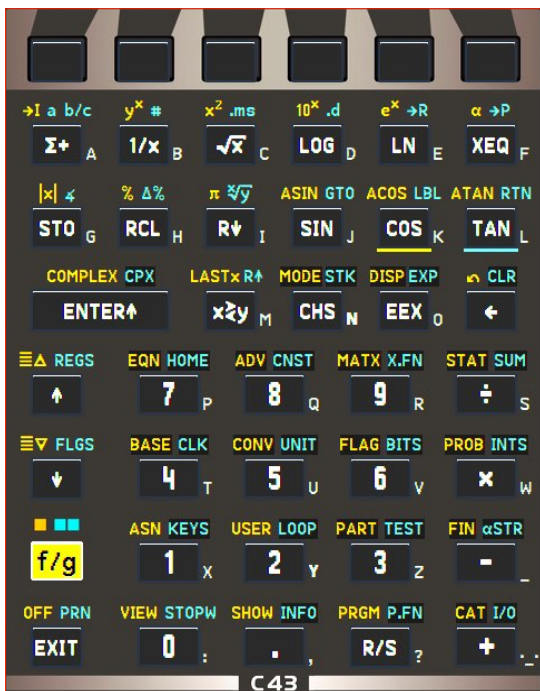 →I a b/c yˣ # x² .ms 10ˣ .d eˣ →R α →P
Σ+ A 1/x B √x̅ C LOG D LN E XEQ F
|x| ∡ % Δ% π ˣ√y ASIN GTO ACOS LBL ATAN RTN
STO G RCL H R↓ I SIN J COS K TAN L
COMPLEX CPX LASTx R↑ MODE STK DISP EXP ↶ CLR
ENTER↑ x≷y M CHS N EEX O ←
≡△ REGS EQN HOME ADV CNST MATX X.FN STAT SUM
↑ 7 P 8 Q 9 R ÷ S
≡▽ FLGS BASE CLK CONV UNIT FLAG BITS PROB INTS
↓ 4 T 5 U 6 V × W
ASN KEYS USER LOOP PART TEST FIN αSTR
f/g 1 X 2 Y 3 Z - _
OFF PRN VIEW STOPW SHOW INFO PRGM P.FN CAT I/O
EXIT 0 : . , R/S ? + ._.
C43